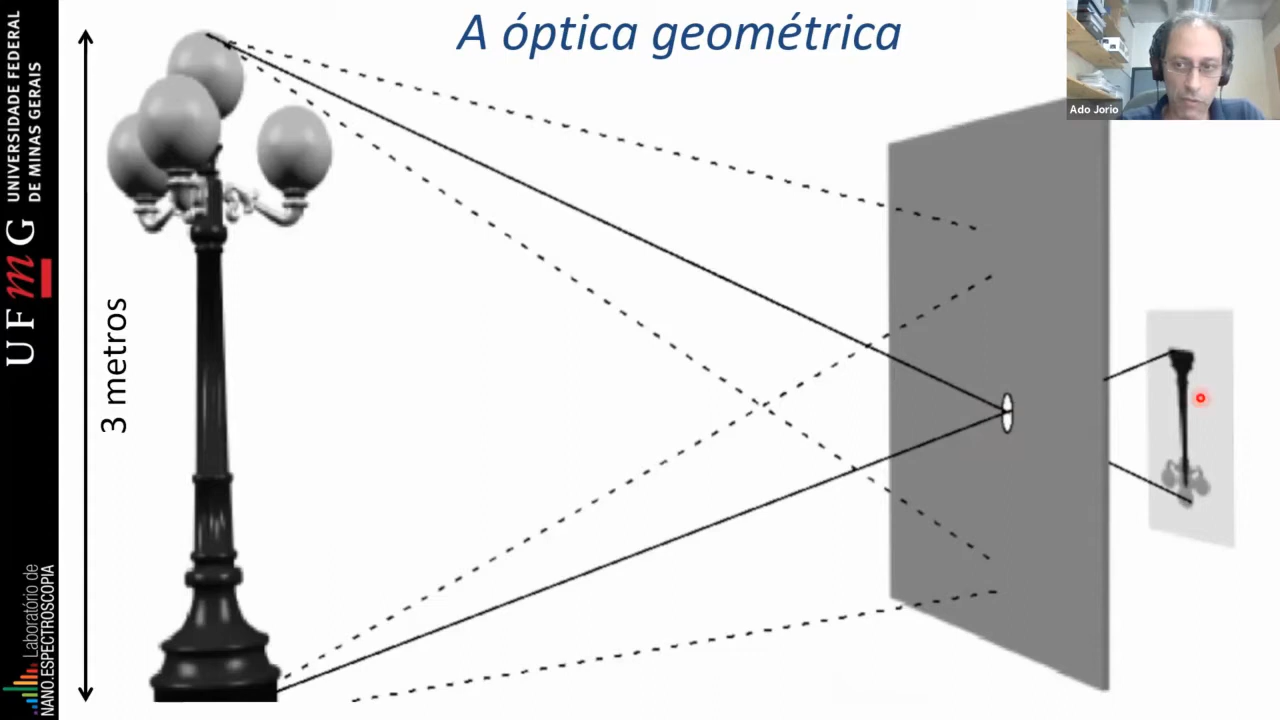 A óptica geométrica
Ado Jorio
UFmG
UNIVERSIDADE FEDERAL
DE MINAS GERAIS
3 metros
Laboratório de
NANO.ESPECTROSCOPIA